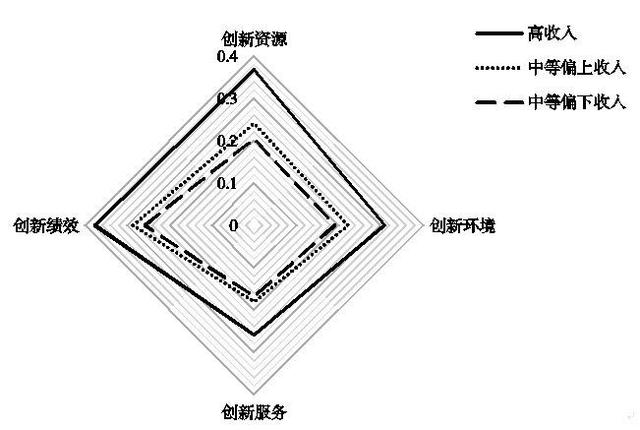 创新资源
0.4
0.3
0.2
0.1
0
创新绩效
创新环境
创新服务
高收入
中等偏上收入
中等偏下收入